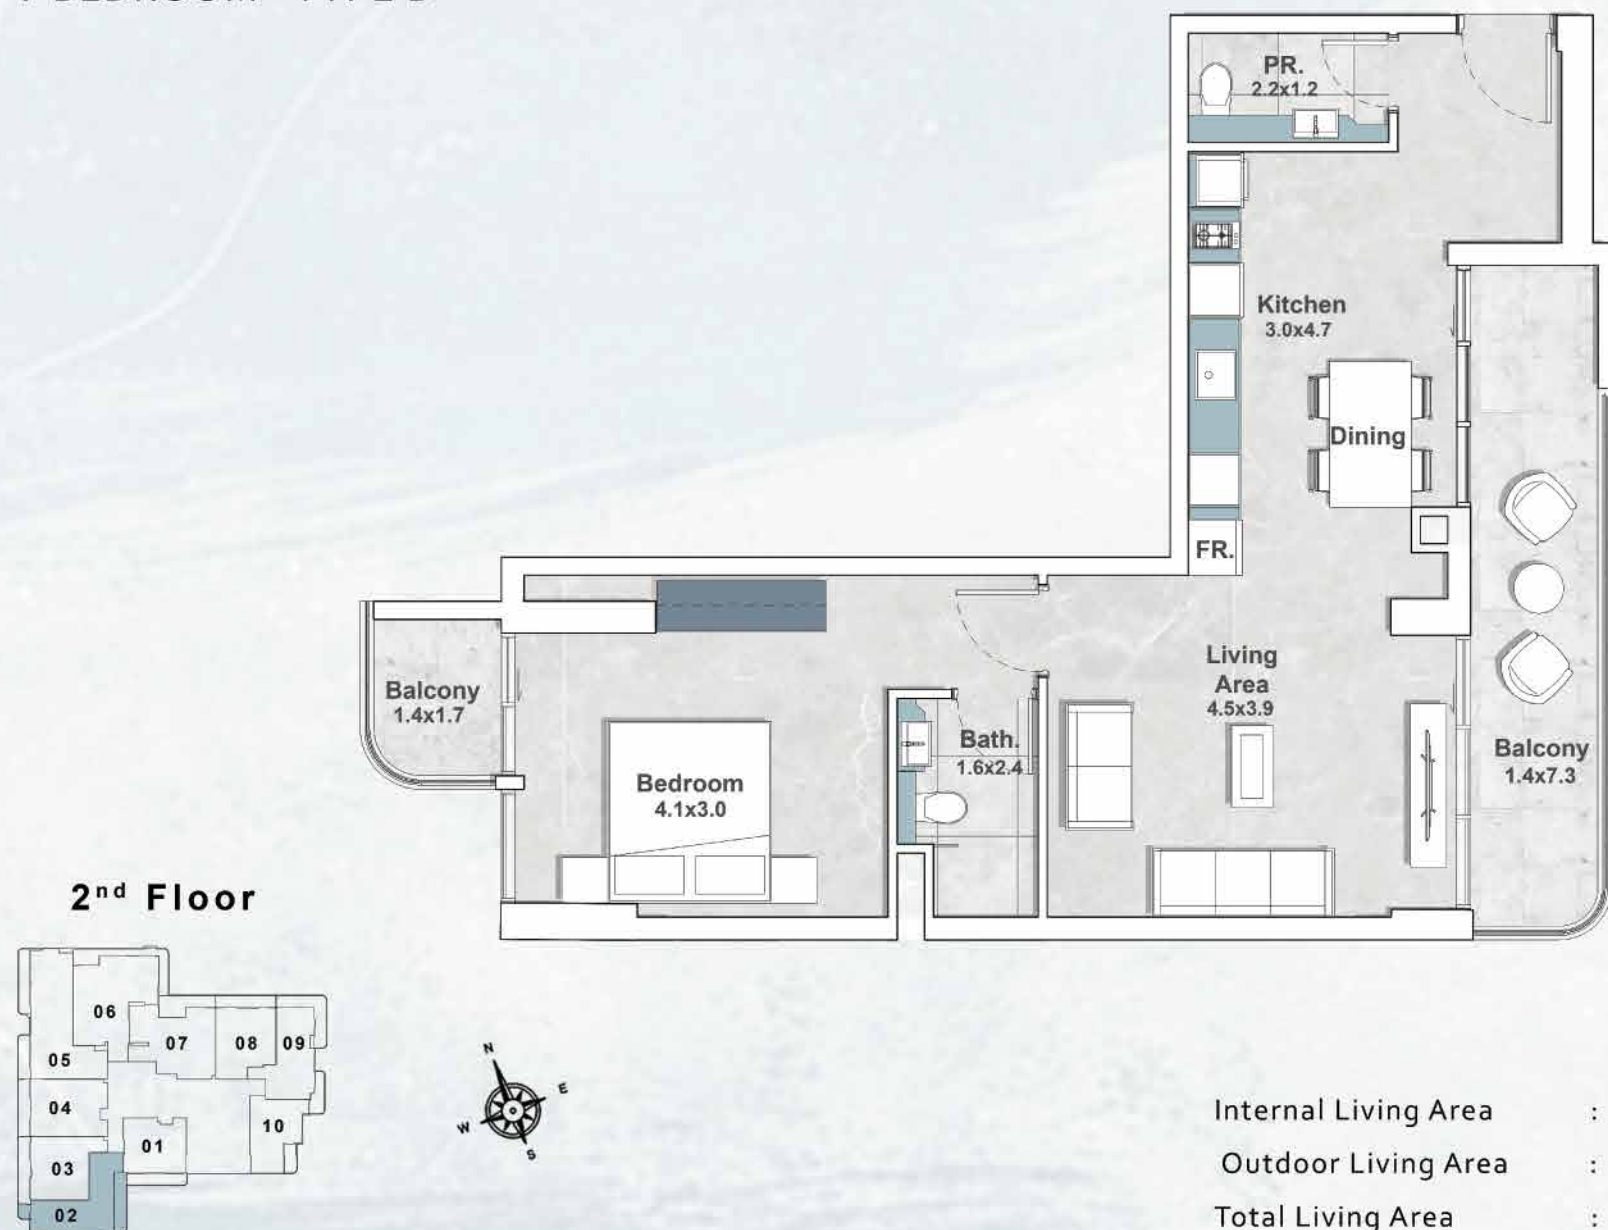 PR.
2.2x1.2
Kitchen
3.0x4.7
Dining
FR.
Living
Area
4.5x3.9
Balcony
1.4x1.7
Bath.
1.6x2.4
Bedroom
4.1x3.0
Balcony
1.4x7.3
2nd Floor
06
07
08
09
05
04
10
01
03
02
N
E
W
S
Internal Living Area :
Outdoor Living Area :
Total Living Area :